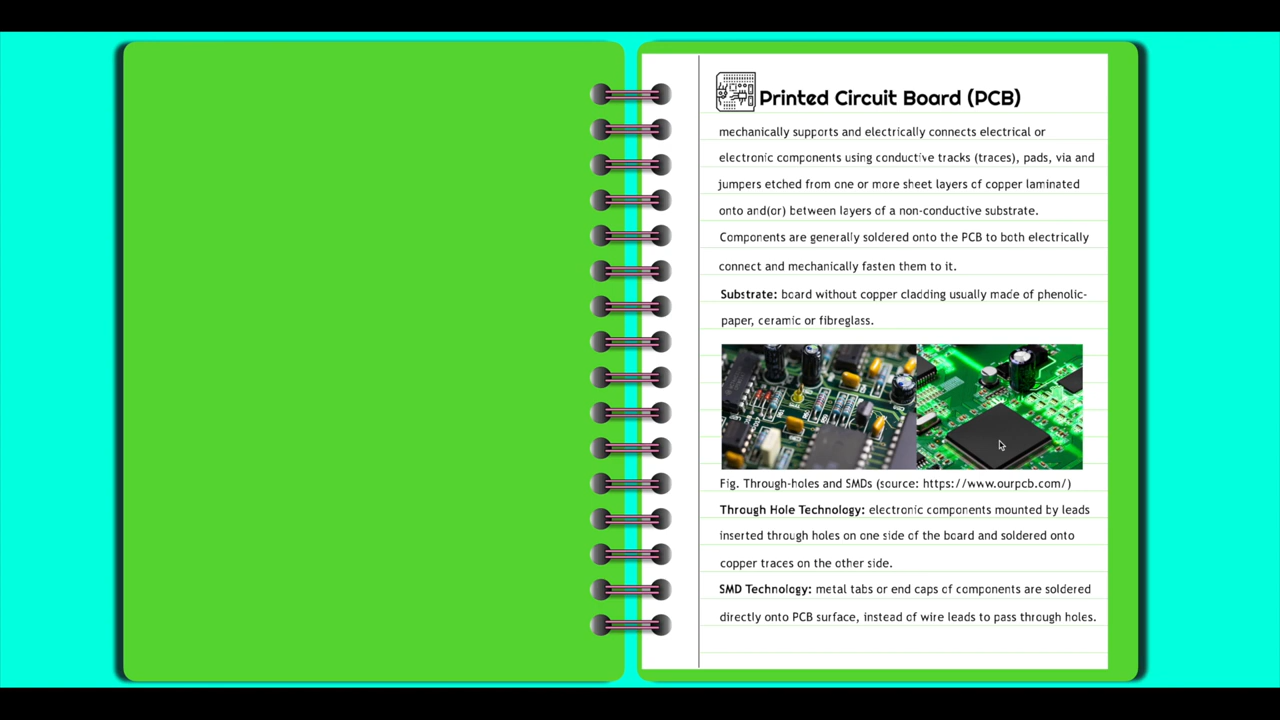 Printed Circuit Board (PCB)
mechanically supports and electrically connects electrical or
electronic components using conductive tracks (traces), pads, via and
jumpers etched from one or more sheet layers of copper laminated
onto and(or) between layers of a non-conductive substrate.
Components are generally soldered onto the PCB to both electrically
connect and mechanically fasten them to it.
Substrate: board without copper cladding usually made of phenolic-
paper, ceramic or fibreglass.
Fig. Through-holes and SMDs (source: https://www.ourpcb.com/)
Through Hole Technology: electronic components mounted by leads
inserted through holes on one side of the board and soldered onto
copper traces on the other side.
SMD Technology: metal tabs or end caps of components are soldered
directly onto PCB surface, instead of wire leads to pass through holes.